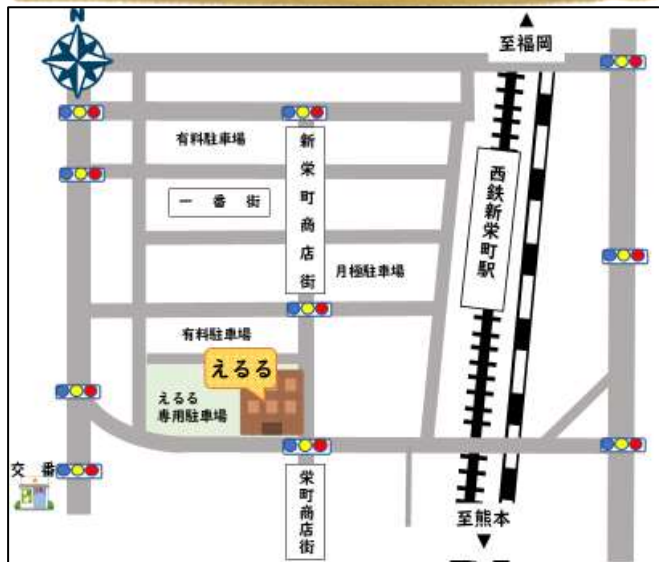 N
至福岡
有料駐車場
新栄町商店街
一番街
西鉄新栄町駅
月極駐車場
有料駐車場
えるる
えるる
専用駐車場
交番
栄町商店街
至熊本